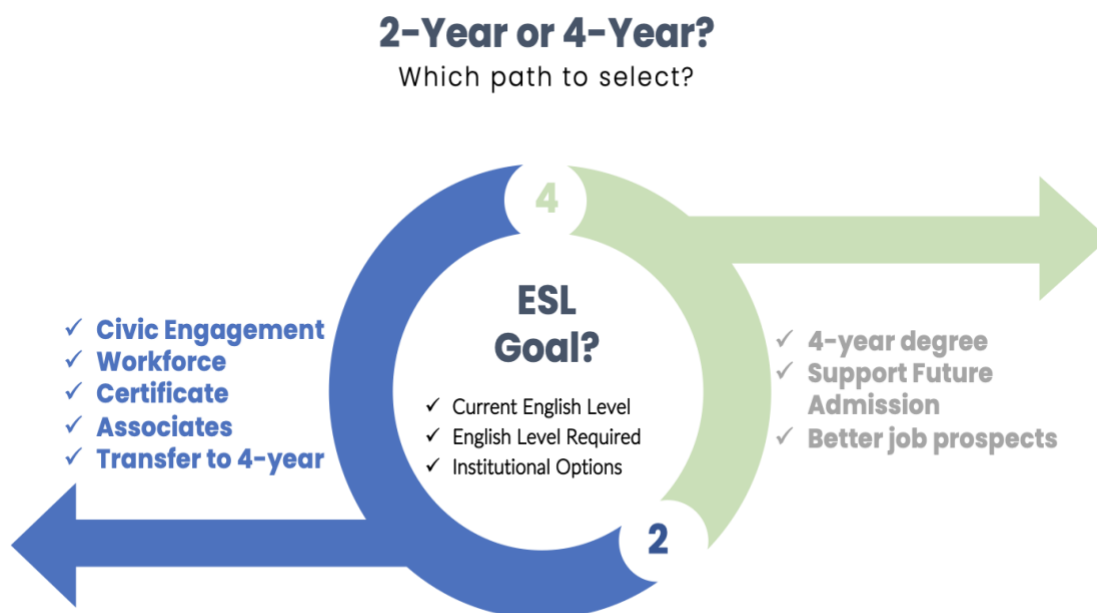 2-Year or 4-Year?
Which path to select?
4
ESL
Goal?
✓ Current English Level
✓ English Level Required
✓ Institutional Options
2
✓ Civic Engagement
✓ Workforce
✓ Certificate
✓ Associates
✓ Transfer to 4-year
✓ 4-year degree
✓ Support Future
Admission
✓ Better job prospects